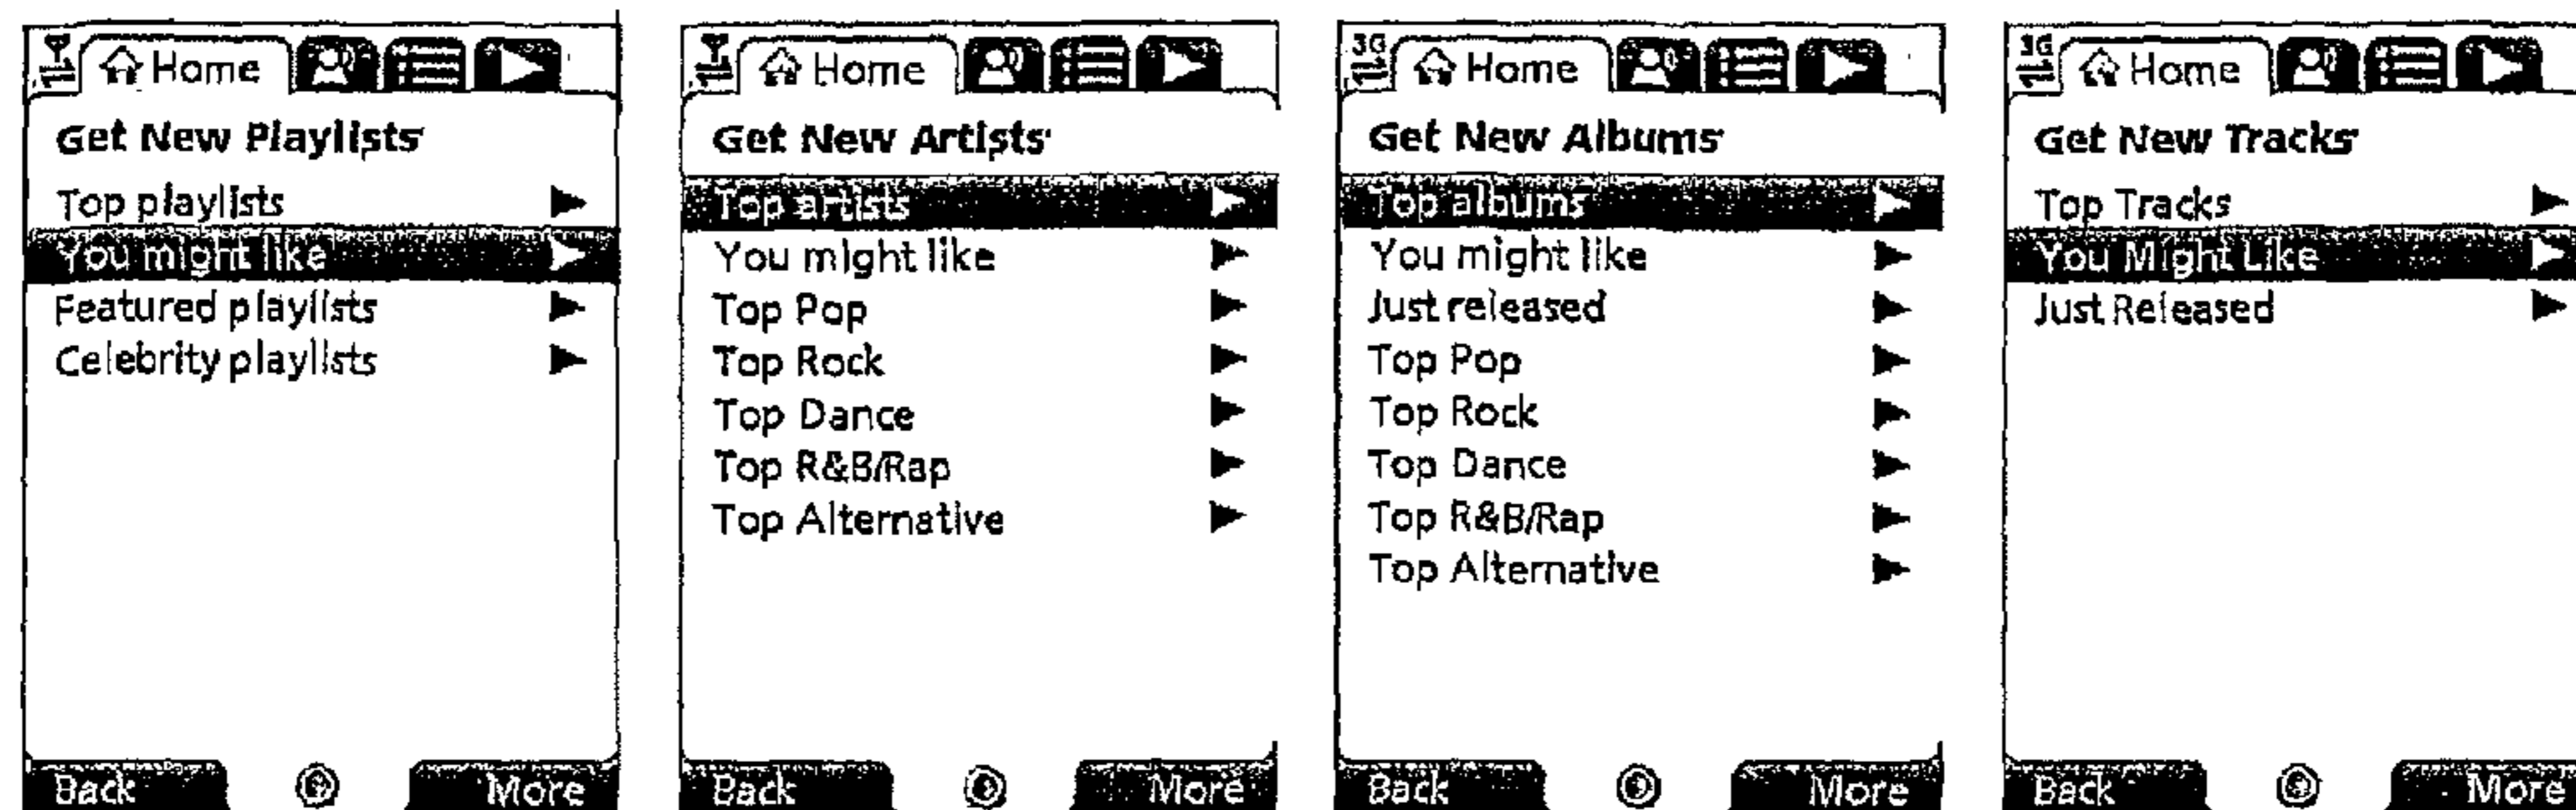 Home
Get New Playlists
Top playlists
You might like
Featured playlists
Celebrity playlists
Back More
Home
Get New Artists
Top artists
You might like
Top Pop
Top Rock
Top Dance
Top R&B/Rap
Top Alternative
Back More
3G Home
Get New Albums
Top albums
You might like
Just released
Top Pop
Top Rock
Top Dance
Top R&B/Rap
Top Alternative
Back More
3G Home
Get New Tracks
Top Tracks
You Might Like
Just Released
Back More